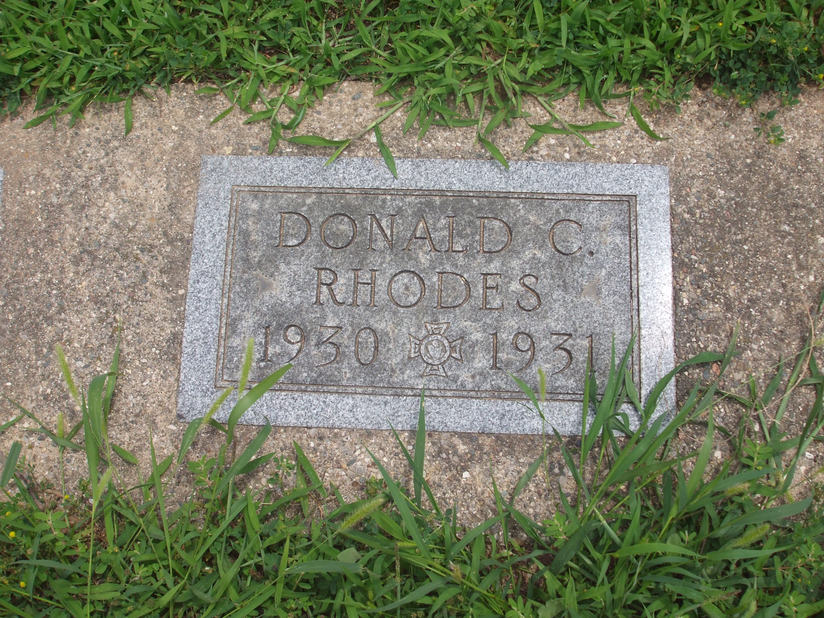 DONALD C.
RHODES
1930 1931